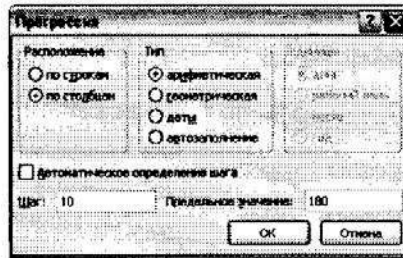 Прогрессия
Расположение
по строкам
по столбцам
Тип
арифметическая
геометрическая
даты
автозаполнение
Автоматическое определение шага
Шаг: 10
Предельное значение: 180
ОК
Отмена